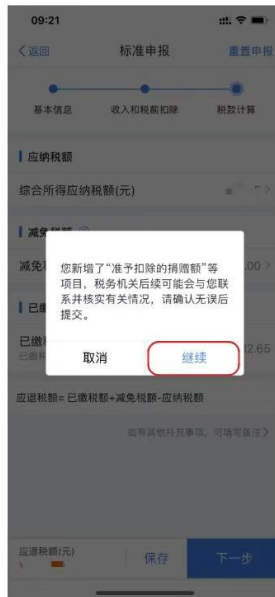 09:21
返回
标准申报
重置申报
基本信息
收入和税前扣除
税款计算
应纳税额
综合所得应纳税额(元)
减免
减免
.00
您新增了“准予扣除的捐赠额”等
项目，税务机关后续可能会与您联
系并核实有关情况，请确认无误后
提交。
取消
继续
已缴
已缴
2.65
应退税额=已缴税额+减免税额-应纳税额
如有其他补充事项，可填写备注
应退税额(元)
保存
下一步